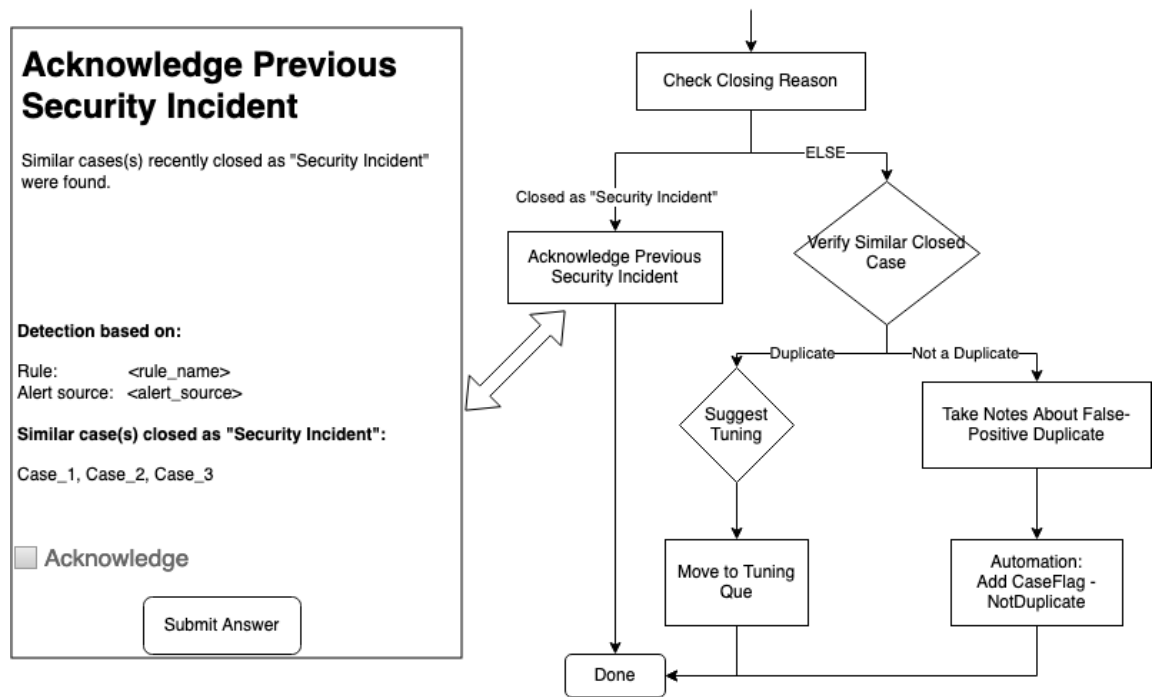 Acknowledge Previous
Security Incident
Similar cases(s) recently closed as "Security Incident"
were found.
Detection based on:
Rule: <rule_name>
Alert source: <alert_source>
Similar case(s) closed as "Security Incident":
Case_1, Case_2, Case_3
Acknowledge
Submit Answer
Check Closing Reason
ELSE
Closed as "Security Incident"
Acknowledge Previous
Security Incident
Verify Similar Closed
Case
Duplicate
Not a Duplicate
Suggest
Tuning
Take Notes About False-
Positive Duplicate
Move to Tuning
Que
Automation:
Add CaseFlag -
NotDuplicate
Done